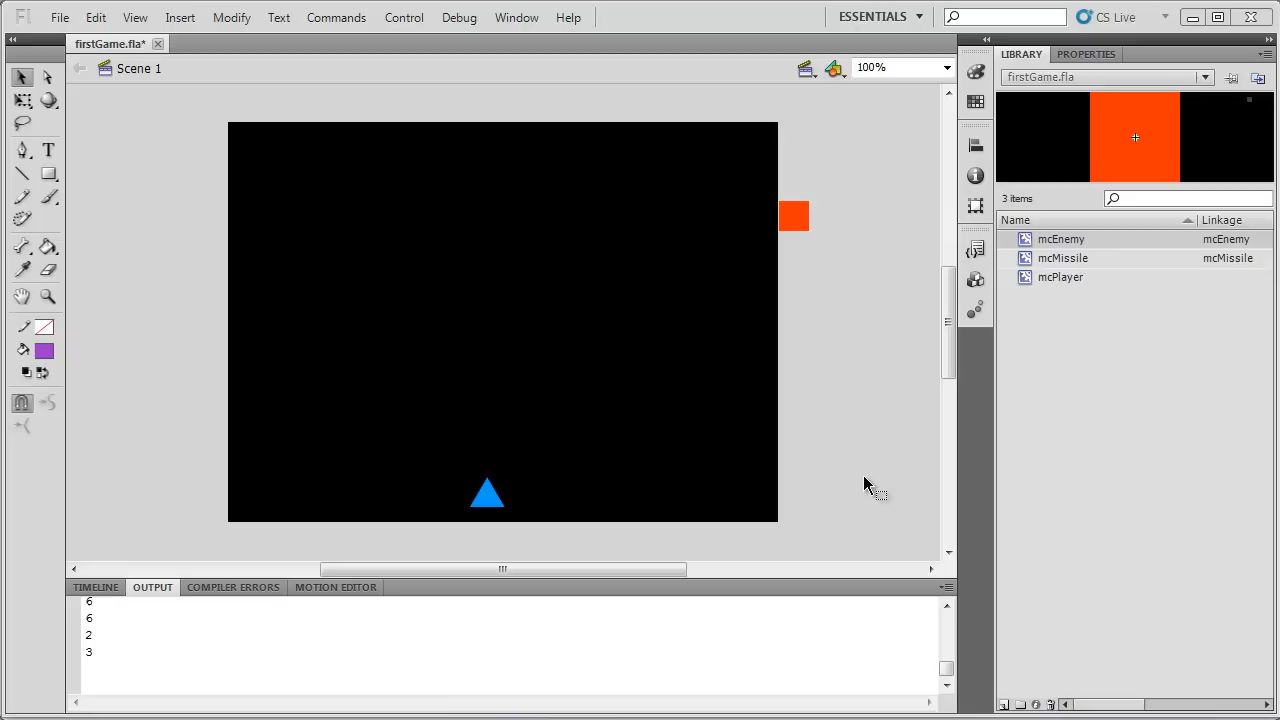 Fl File Edit View Insert Modify Text Commands Control Debug Window Help ESSENTIALS CS Live
firstGame.fla*
Scene 1 100%
LIBRARY PROPERTIES
firstGame.fla
3 items
Name Linkage
mcEnemy mcEnemy
mcMissile mcMissile
mcPlayer
TIMELINE OUTPUT COMPILER ERRORS MOTION EDITOR
6
6
2
3